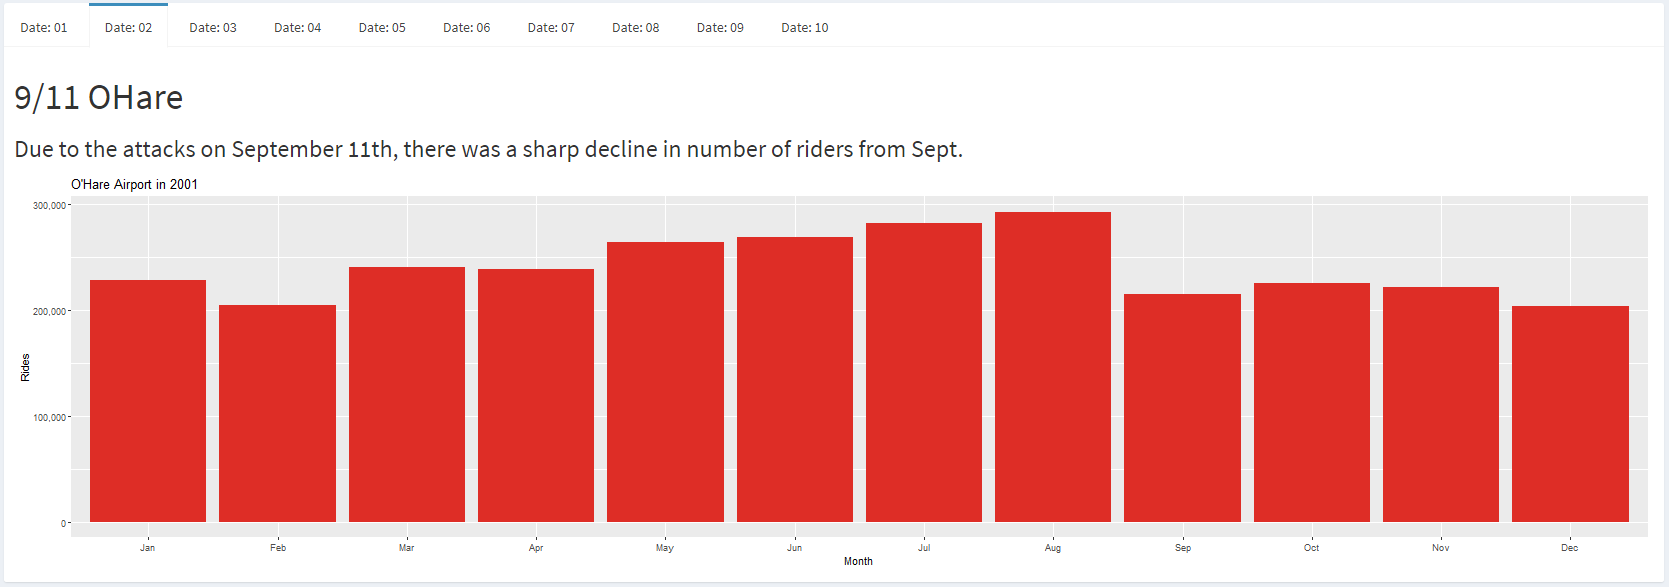 Date: 01 Date: 02 Date: 03 Date: 04 Date: 05 Date: 06 Date: 07 Date: 08 Date: 09 Date: 10
9/11 OHare
Due to the attacks on September 11th, there was a sharp decline in number of riders from Sept.
O'Hare Airport in 2001
300,000
200,000
Rides
100,000
0
Jan Feb Mar Apr May Jun Jul Aug Sep Oct Nov Dec
Month